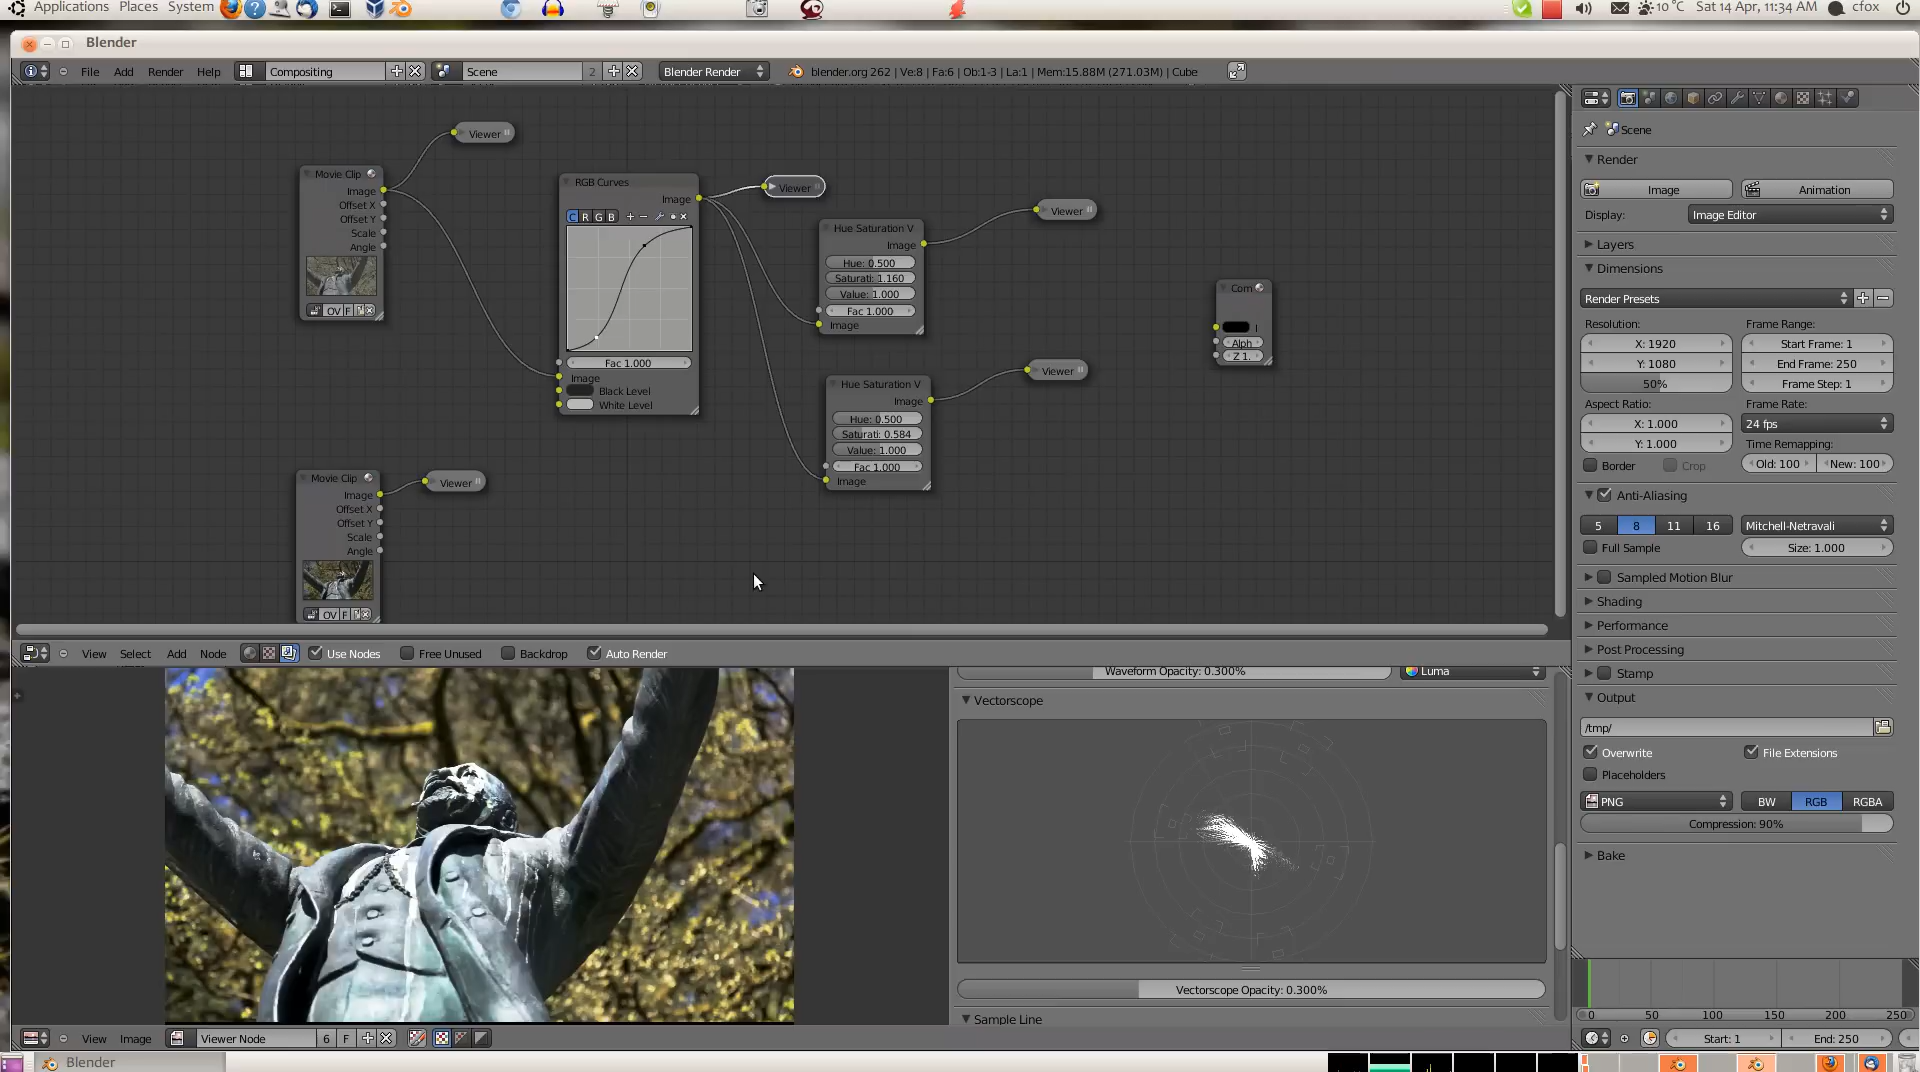 Applications Places System
10 °C Sat 14 Apr, 11:34 AM cfox
Blender
File Add Render Help Compositing Scene 2 Blender Render blender.org 262 | Ve:8 | Fa:6 | Ob:1-3 | La:1 | Mem:15.88M (271.03M) | Cube
Viewer
Movie Clip
Image
Offset X
Offset Y
Scale
Angle
OV F
RGB Curves
Image
C R G B
Fac 1.000
Image
Black Level
White Level
Viewer
Hue Saturation V
Image
Hue: 0.500
Saturati: 1.160
Value: 1.000
Fac 1.000
Image
Viewer
Hue Saturation V
Image
Hue: 0.500
Saturati: 0.584
Value: 1.000
Fac 1.000
Image
Viewer
Com
Alph
Z 1.
Movie Clip
Image
Offset X
Offset Y
Scale
Angle
OV F
Viewer
View Select Add Node Use Nodes Free Unused Backdrop Auto Render
Waveform Opacity: 0.300% Luma
Vectorscope
Vectorscope Opacity: 0.300%
Sample Line
View Image Viewer Node 6 F
Scene
Render
Image Animation
Display: Image Editor
Layers
Dimensions
Render Presets
Resolution: Frame Range:
X: 1920 Start Frame: 1
Y: 1080 End Frame: 250
50% Frame Step: 1
Aspect Ratio: Frame Rate:
X: 1.000 24 fps
Y: 1.000 Time Remapping:
Border Crop Old: 100 New: 100
Anti-Aliasing
5 8 11 16 Mitchell-Netravali
Full Sample Size: 1.000
Sampled Motion Blur
Shading
Performance
Post Processing
Stamp
Output
/tmp/
Overwrite File Extensions
Placeholders
PNG BW RGB RGBA
Compression: 90%
Bake
0 50 100 150 200 250
Start: 1 End: 250
Blender